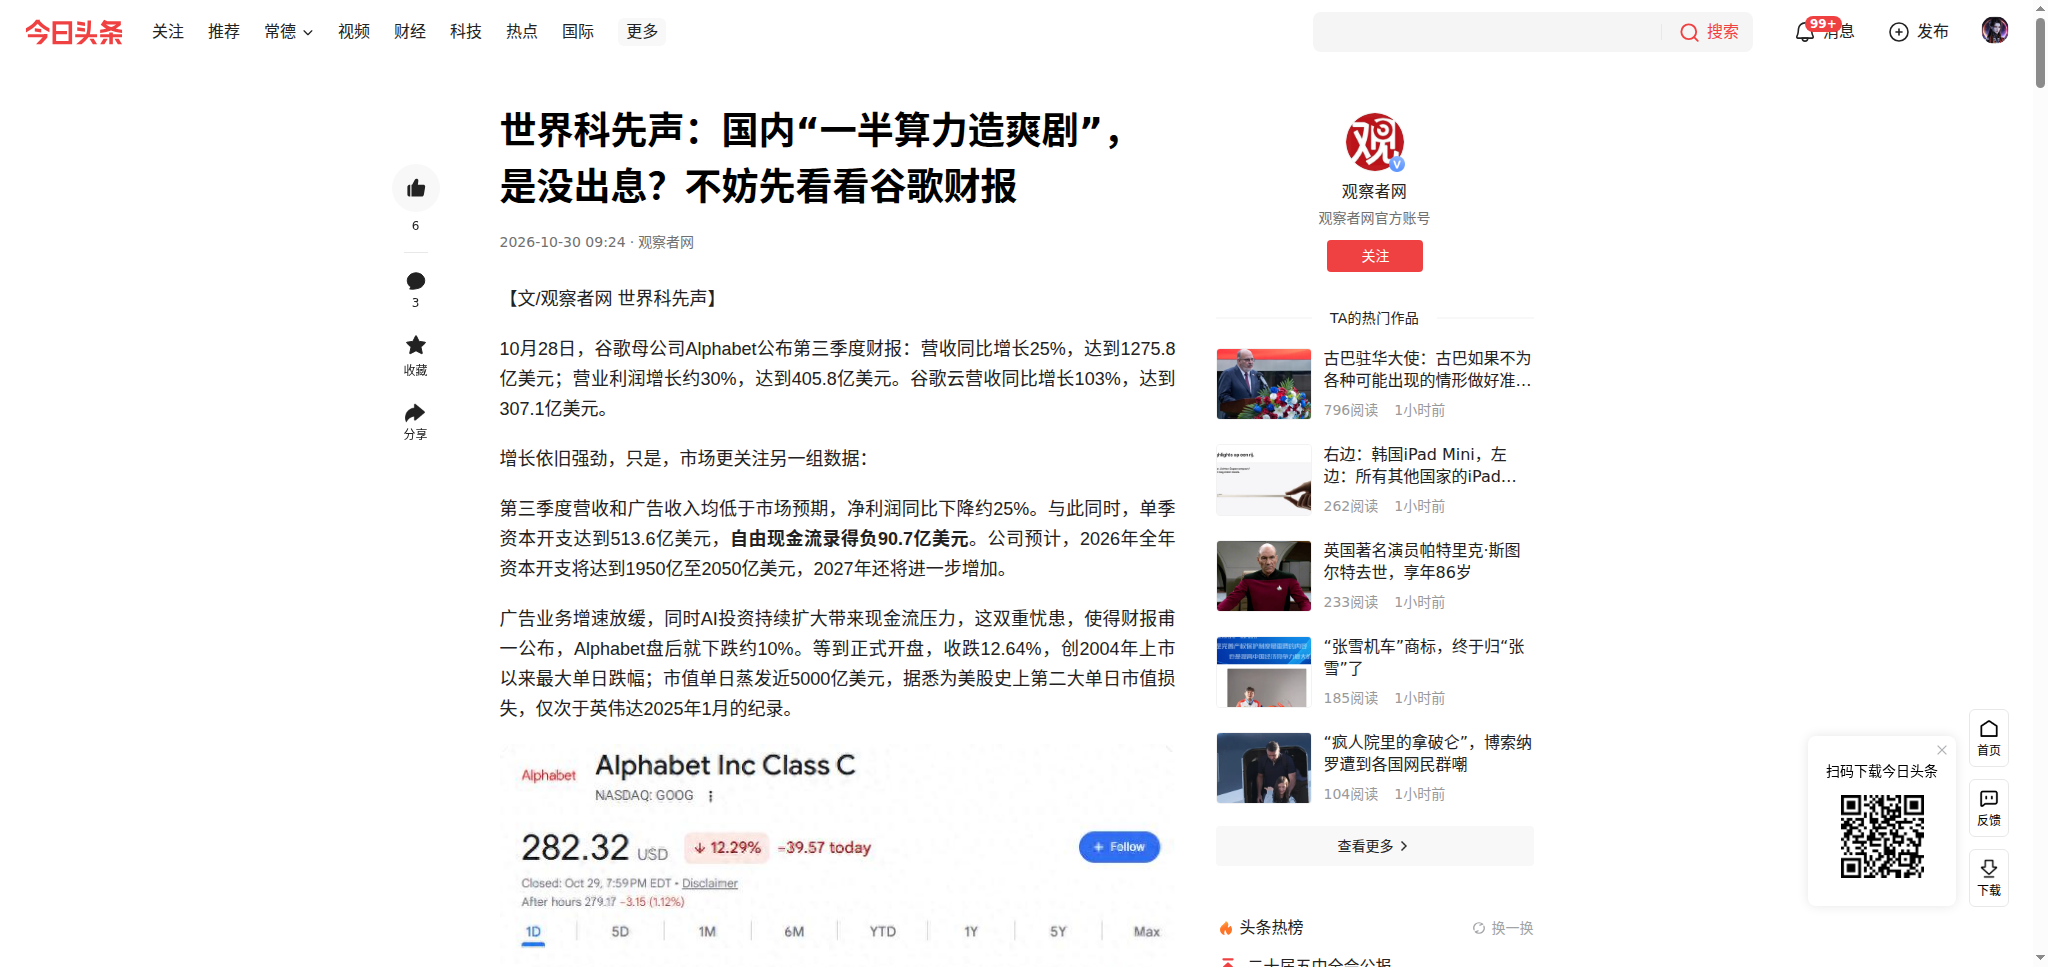 今日头条
关注 推荐 常德 视频 财经 科技 热点 国际 更多
搜索
99+
消息
发布
世界科先声：国内“一半算力造爽剧”，
是没出息？不妨先看看谷歌财报
2026-10-30 09:24 · 观察者网
6
3
收藏
分享
【文/观察者网 世界科先声】
10月28日，谷歌母公司Alphabet公布第三季度财报：营收同比增长25%，达到1275.8
亿美元；营业利润增长约30%，达到405.8亿美元。谷歌云营收同比增长103%，达到
307.1亿美元。
增长依旧强劲，只是，市场更关注另一组数据：
第三季度营收和广告收入均低于市场预期，净利润同比下降约25%。与此同时，单季
资本开支达到513.6亿美元，自由现金流录得负90.7亿美元。公司预计，2026年全年
资本开支将达到1950亿至2050亿美元，2027年还将进一步增加。
广告业务增速放缓，同时AI投资持续扩大带来现金流压力，这双重忧患，使得财报甫
一公布，Alphabet盘后就下跌约10%。等到正式开盘，收跌12.64%，创2004年上市
以来最大单日跌幅；市值单日蒸发近5000亿美元，据悉为美股史上第二大单日市值损
失，仅次于英伟达2025年1月的纪录。
Alphabet
Alphabet Inc Class C
NASDAQ: GOOG
282.32 USD ↓ 12.29% −39.57 today
+ Follow
Closed: Oct 29, 7:59 PM EDT • Disclaimer
After hours 279.17 −3.15 (1.12%)
1D 5D 1M 6M YTD 1Y 5Y Max
观
V
观察者网
观察者网官方账号
关注
TA的热门作品
古巴驻华大使：古巴如果不为
各种可能出现的情形做好准...
796阅读 1小时前
右边：韩国iPad Mini，左
边：所有其他国家的iPad...
262阅读 1小时前
英国著名演员帕特里克·斯图
尔特去世，享年86岁
233阅读 1小时前
“张雪机车”商标，终于归“张
雪”了
185阅读 1小时前
“疯人院里的拿破仑”，博索纳
罗遭到各国网民群嘲
104阅读 1小时前
查看更多
头条热榜
换一换
二十届五中全会公报
扫码下载今日头条
首页
反馈
下载